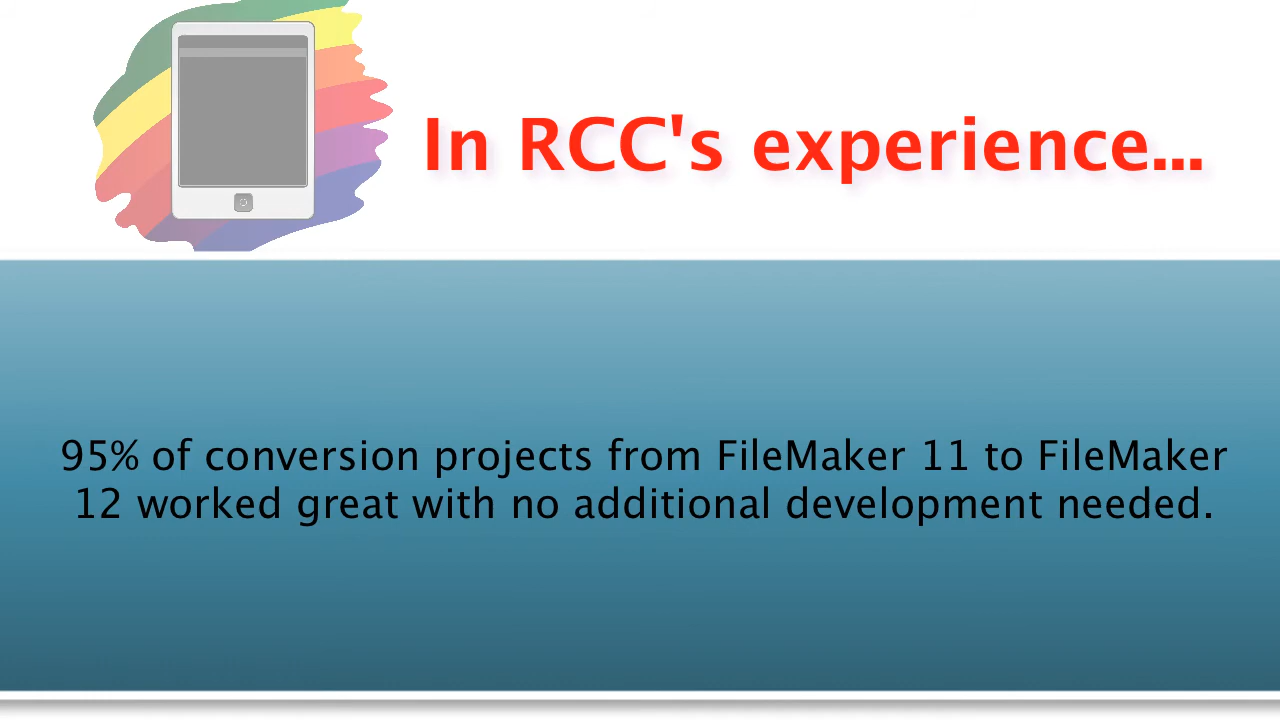 In RCC's experience...
95% of conversion projects from FileMaker 11 to FileMaker
12 worked great with no additional development needed.